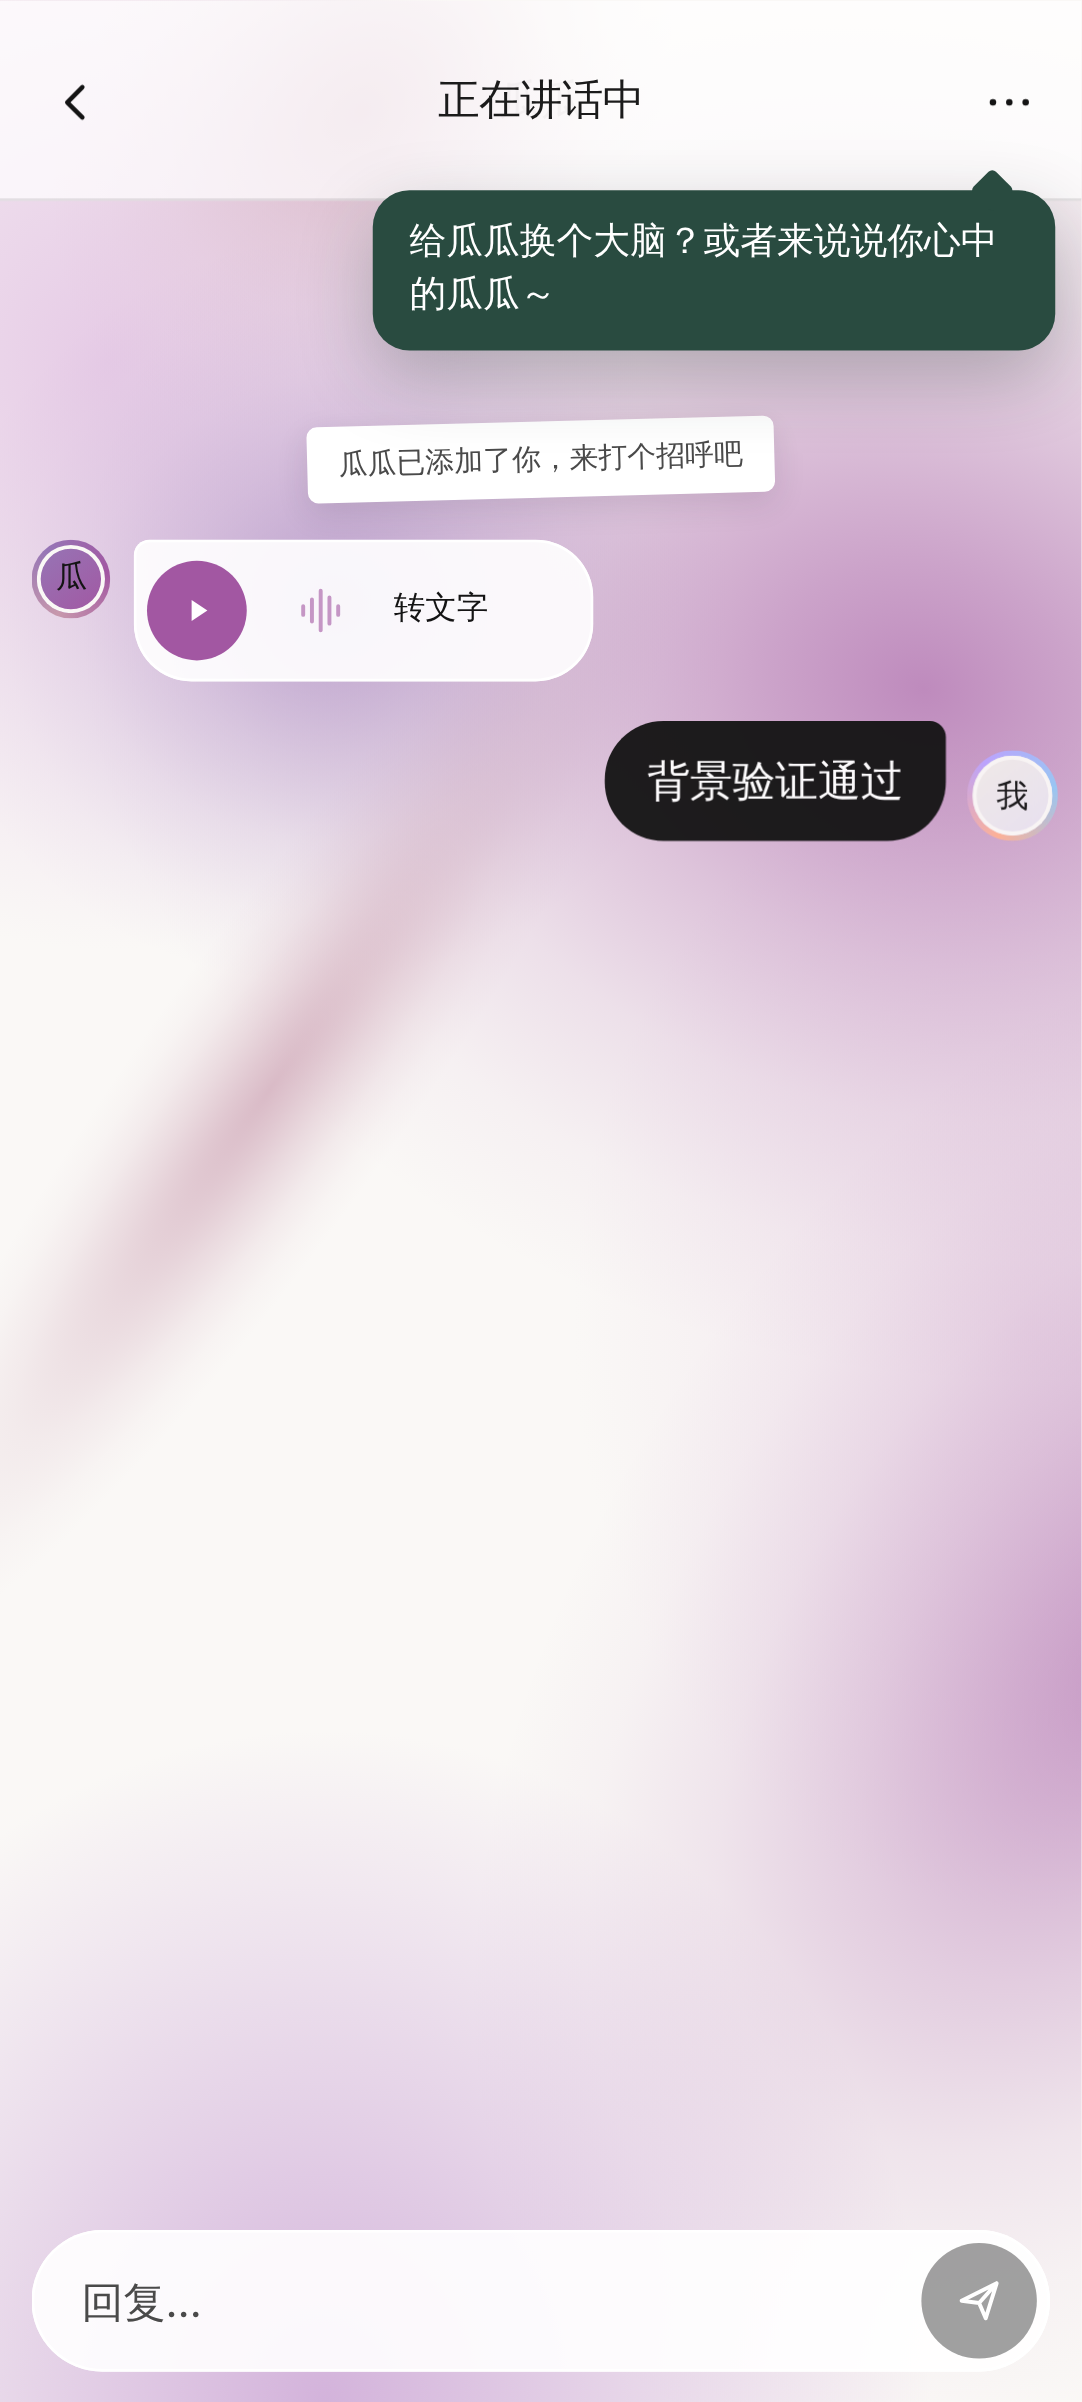 正在讲话中
给瓜瓜换个大脑？或者来说说你心中
的瓜瓜～
瓜瓜已添加了你，来打个招呼吧
瓜
转文字
背景验证通过
我
回复...